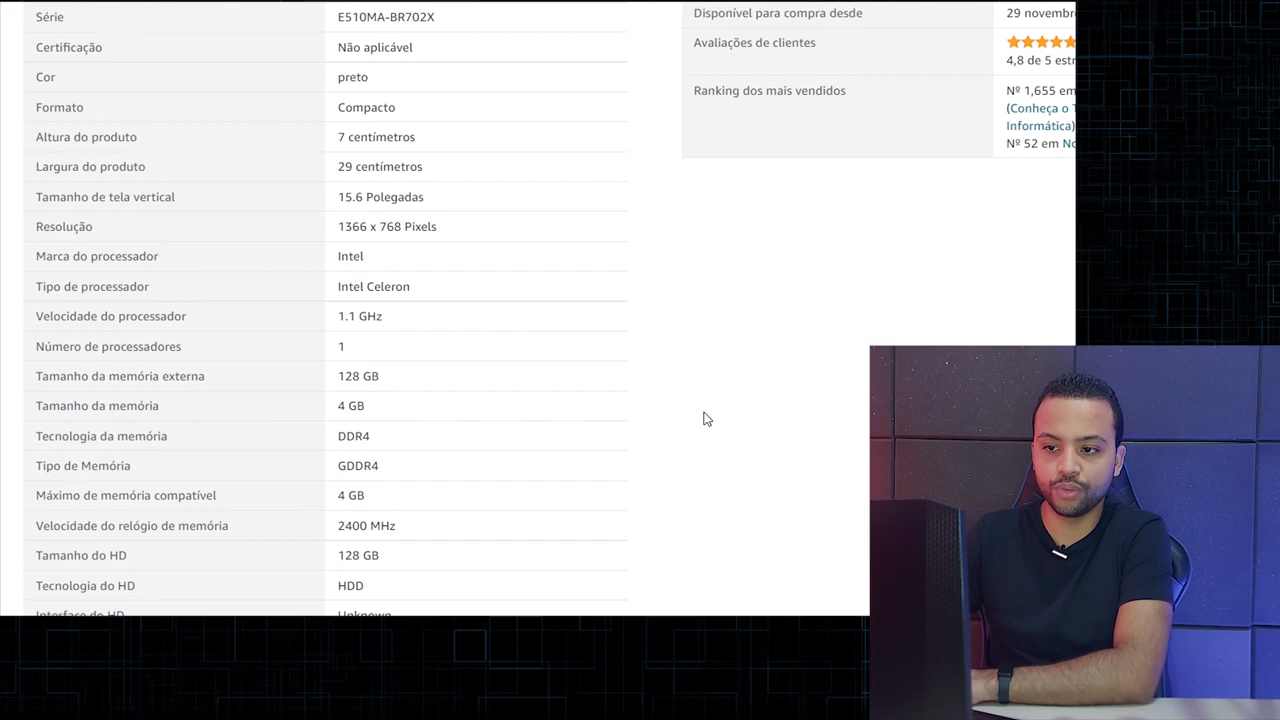 Série E510MA-BR702X
Certificação Não aplicável
Cor preto
Formato Compacto
Altura do produto 7 centímetros
Largura do produto 29 centímetros
Tamanho de tela vertical 15.6 Polegadas
Resolução 1366 x 768 Pixels
Marca do processador Intel
Tipo de processador Intel Celeron
Velocidade do processador 1.1 GHz
Número de processadores 1
Tamanho da memória externa 128 GB
Tamanho da memória 4 GB
Tecnologia da memória DDR4
Tipo de Memória GDDR4
Máximo de memória compatível 4 GB
Velocidade do relógio de memória 2400 MHz
Tamanho do HD 128 GB
Tecnologia do HD HDD
Interface do HD Unknown
Disponível para compra desde 29 novembr
Avaliações de clientes
4,8 de 5 estr
Ranking dos mais vendidos Nº 1,655 em
(Conheça o T
Informática)
Nº 52 em No